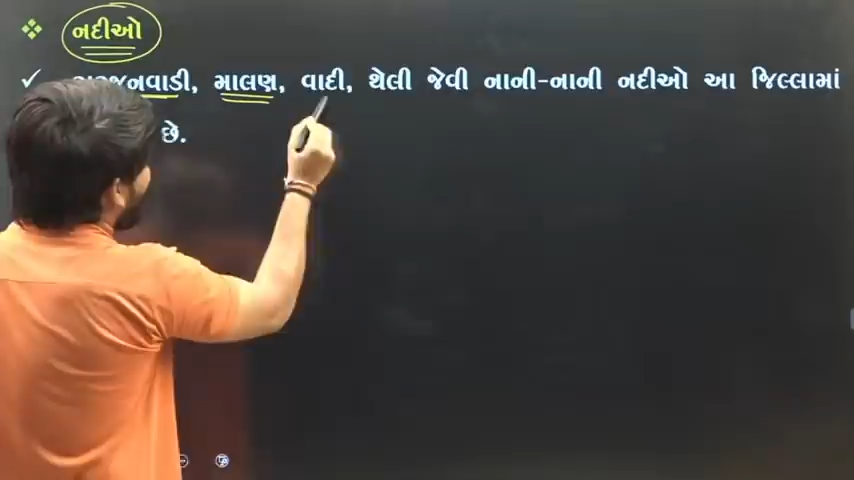 નદીઓ
માલણ, વાદી, થેલી જેવી નાની-નાની નદીઓ આ જિલ્લામાં
છે.